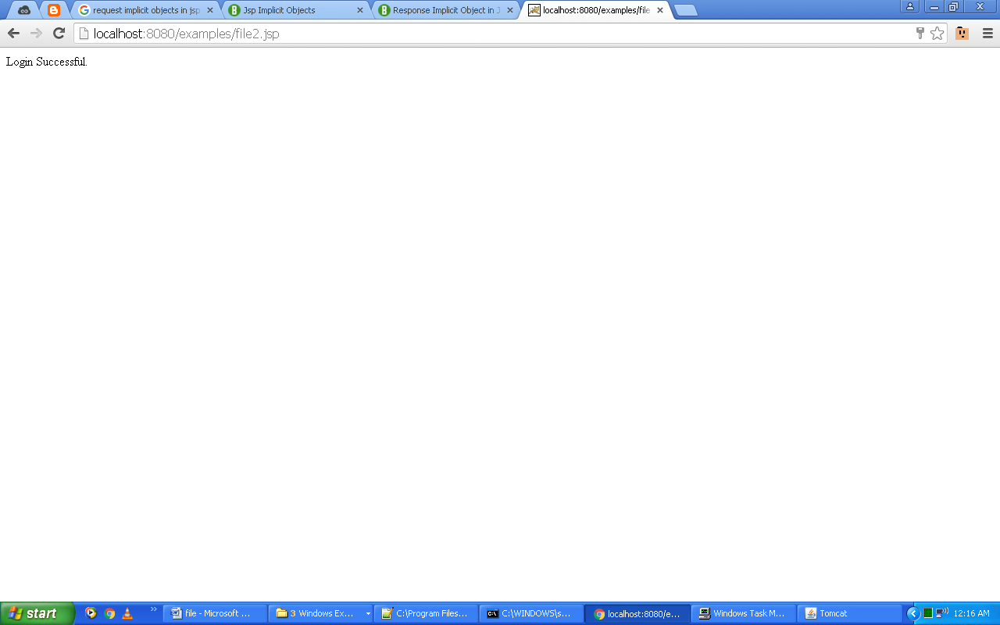 request implicit objects in jsp
Jsp Implicit Objects
Response Implicit Object in J
localhost:8080/examples/file
localhost:8080/examples/file2.jsp
Login Successful.
start
file - Microsoft ...
3 Windows Ex...
C:\Program Files...
C:\WINDOWS\s...
localhost:8080/e...
Windows Task M...
Tomcat
12:16 AM